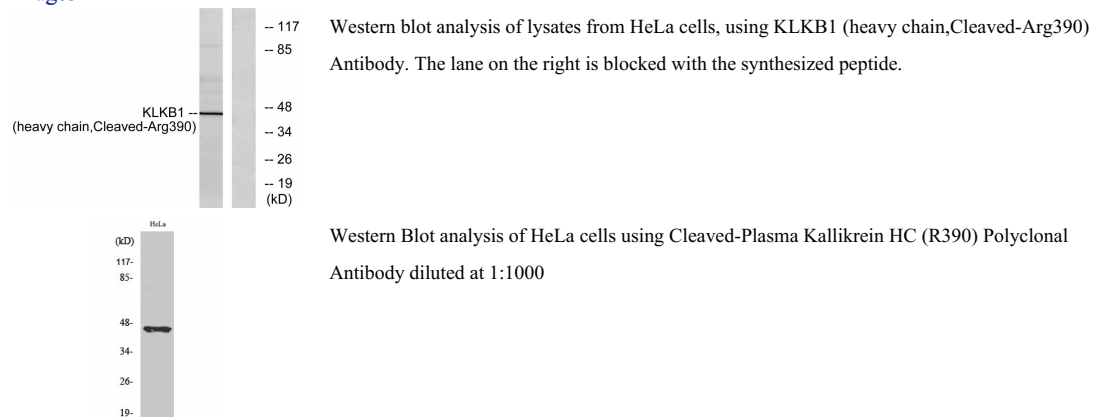 -- 117
-- 85
KLKB1 --
(heavy chain,Cleaved-Arg390)
-- 48
-- 34
-- 26
-- 19
(kD)
Western blot analysis of lysates from HeLa cells, using KLKB1 (heavy chain,Cleaved-Arg390)
Antibody. The lane on the right is blocked with the synthesized peptide.
HeLa
(kD)
117-
85-
48-
34-
26-
19-
Western Blot analysis of HeLa cells using Cleaved-Plasma Kallikrein HC (R390) Polyclonal
Antibody diluted at 1:1000